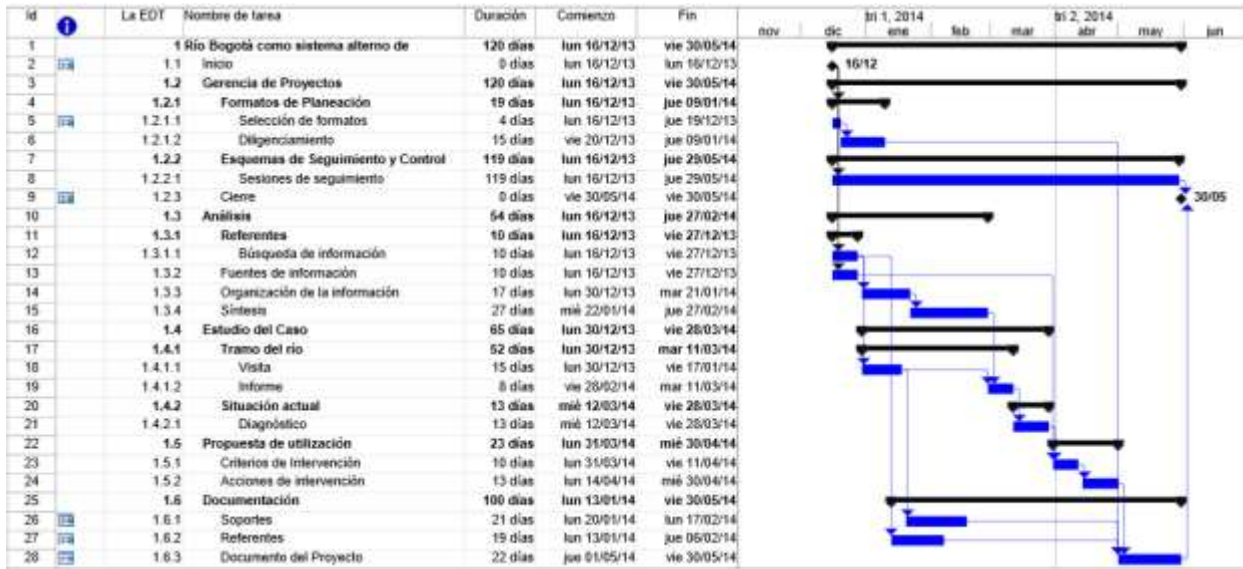 Id La EDT Nombre de tarea Duración Comienzo Fin tri 1, 2014 tri 2, 2014
nov dic ene feb mar abr may jun
1 1 Río Bogotá como sistema alterno de 120 días lun 16/12/13 vie 30/05/14
2 1.1 Inicio 0 días lun 16/12/13 lun 16/12/13 16/12
3 1.2 Gerencia de Proyectos 120 días lun 16/12/13 vie 30/05/14
4 1.2.1 Formatos de Planeación 19 días lun 16/12/13 jue 09/01/14
5 1.2.1.1 Selección de formatos 4 días lun 16/12/13 jue 19/12/13
6 1.2.1.2 Diligenciamiento 15 días vie 20/12/13 jue 09/01/14
7 1.2.2 Esquemas de Seguimiento y Control 119 días lun 16/12/13 jue 29/05/14
8 1.2.2.1 Sesiones de seguimiento 119 días lun 16/12/13 jue 29/05/14
9 1.2.3 Cierre 0 días vie 30/05/14 vie 30/05/14 30/05
10 1.3 Análisis 54 días lun 16/12/13 jue 27/02/14
11 1.3.1 Referentes 10 días lun 16/12/13 vie 27/12/13
12 1.3.1.1 Búsqueda de información 10 días lun 16/12/13 vie 27/12/13
13 1.3.2 Fuentes de información 10 días lun 16/12/13 vie 27/12/13
14 1.3.3 Organización de la información 17 días lun 30/12/13 mar 21/01/14
15 1.3.4 Síntesis 27 días mié 22/01/14 jue 27/02/14
16 1.4 Estudio del Caso 65 días lun 30/12/13 vie 28/03/14
17 1.4.1 Tramo del río 52 días lun 30/12/13 mar 11/03/14
18 1.4.1.1 Visita 15 días lun 30/12/13 vie 17/01/14
19 1.4.1.2 Informe 8 días vie 28/02/14 mar 11/03/14
20 1.4.2 Situación actual 13 días mié 12/03/14 vie 28/03/14
21 1.4.2.1 Diagnóstico 13 días mié 12/03/14 vie 28/03/14
22 1.5 Propuesta de utilización 23 días lun 31/03/14 mié 30/04/14
23 1.5.1 Criterios de Intervención 10 días lun 31/03/14 vie 11/04/14
24 1.5.2 Acciones de intervención 13 días lun 14/04/14 mié 30/04/14
25 1.6 Documentación 100 días lun 13/01/14 vie 30/05/14
26 1.6.1 Soportes 21 días lun 20/01/14 lun 17/02/14
27 1.6.2 Referentes 19 días lun 13/01/14 jue 06/02/14
28 1.6.3 Documento del Proyecto 22 días jue 01/05/14 vie 30/05/14